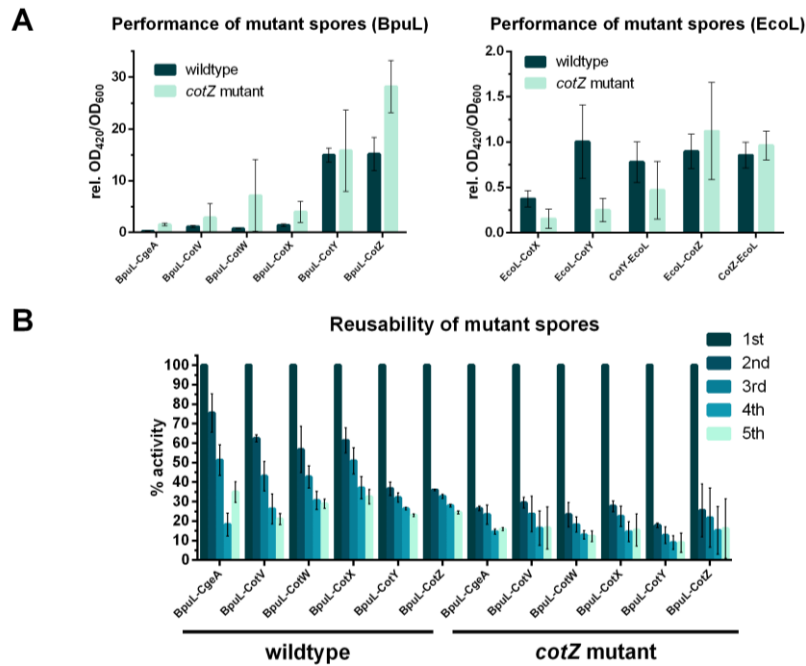 A
Performance of mutant spores (BpuL)
rel. OD420/OD600
30
20
10
0
wildtype
cotZ mutant
BpuL-CgeA
BpuL-CotV
BpuL-CotW
BpuL-CotX
BpuL-CotY
BpuL-CotZ
Performance of mutant spores (EcoL)
rel. OD420/OD600
2.0
1.5
1.0
0.5
0.0
wildtype
cotZ mutant
EcoL-CotX
EcoL-CotY
CotY-EcoL
EcoL-CotZ
CotZ-EcoL
B
Reusability of mutant spores
% activity
100
90
80
70
60
50
40
30
20
10
0
1st
2nd
3rd
4th
5th
BpuL-CgeA
BpuL-CotV
BpuL-CotW
BpuL-CotX
BpuL-CotY
BpuL-CotZ
BpuL-CgeA
BpuL-CotV
BpuL-CotW
BpuL-CotX
BpuL-CotY
BpuL-CotZ
wildtype
cotZ mutant